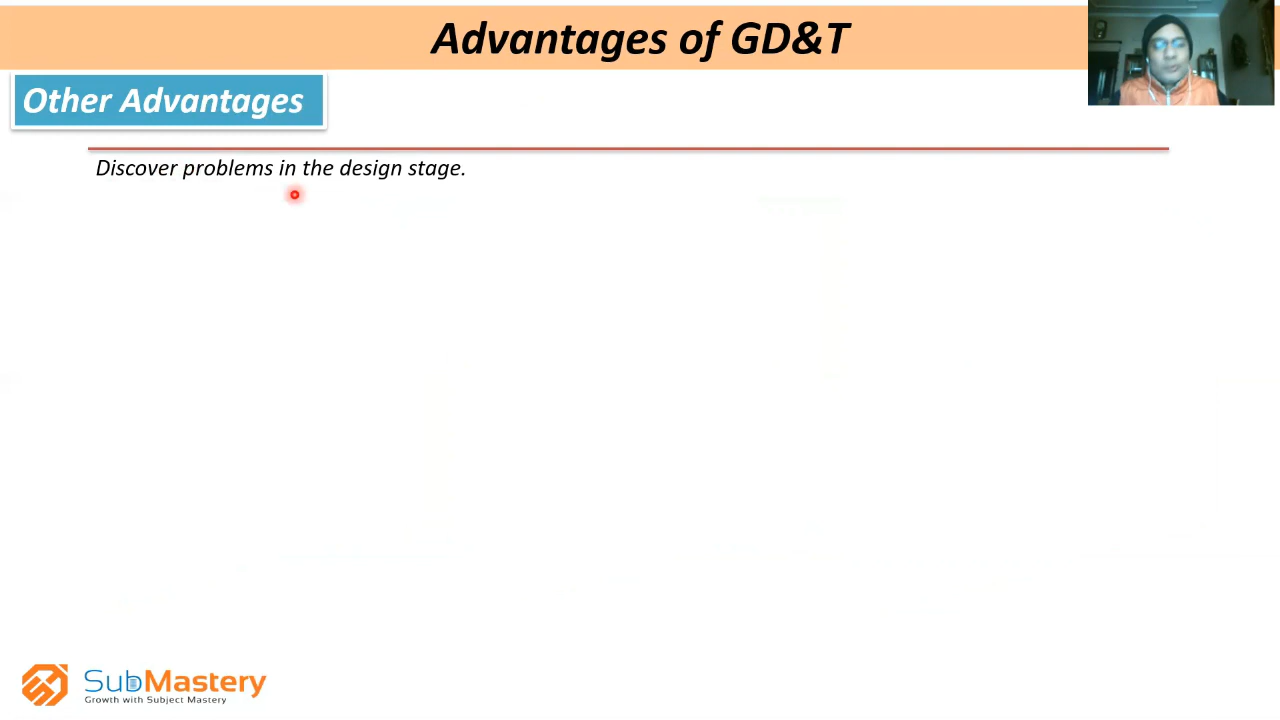 Advantages of GD&T
Other Advantages
Discover problems in the design stage.
SubMastery
Growth with Subject Mastery